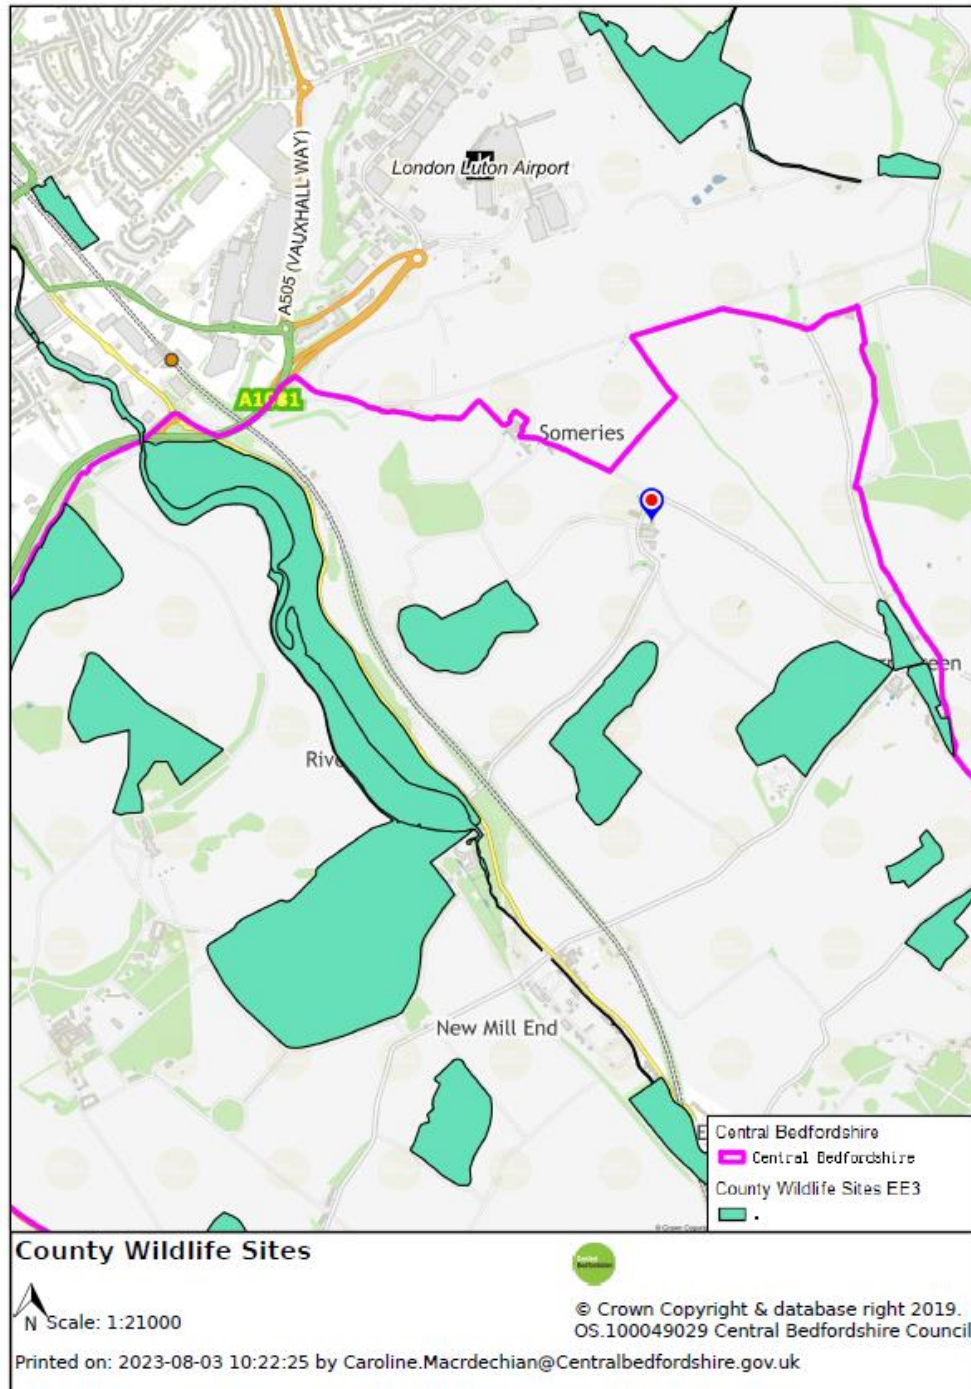 London Luton Airport
A505 (VAUXHALL WAY)
A1081
Someries
New Mill End
Central Bedfordshire
Central Bedfordshire
County Wildlife Sites EE3
County Wildlife Sites
Central
Bedfordshire
N Scale: 1:21000
© Crown Copyright & database right 2019.
OS.100049029 Central Bedfordshire Council
Printed on: 2023-08-03 10:22:25 by Caroline.Macrdechian@Centralbedfordshire.gov.uk